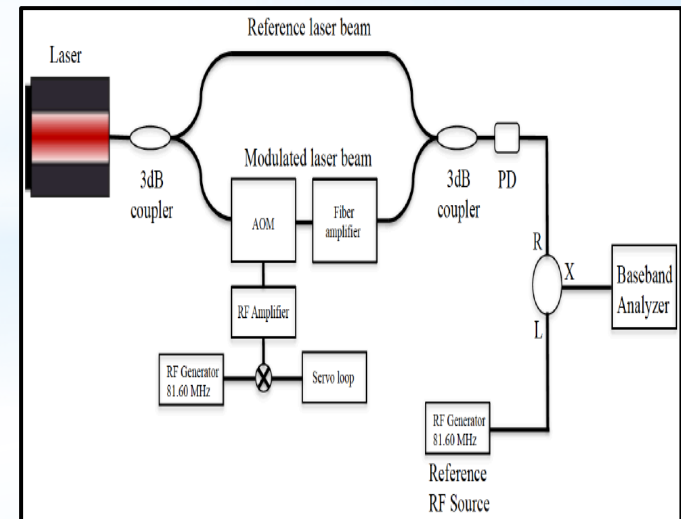 Reference laser beam
Laser
3dB
coupler
Modulated laser beam
AOM
Fiber
amplifier
3dB
coupler
PD
R
X
L
Baseband
Analyzer
RF Amplifier
RF Generator
81.60 MHz
Servo loop
RF Generator
81.60 MHz
Reference
RF Source